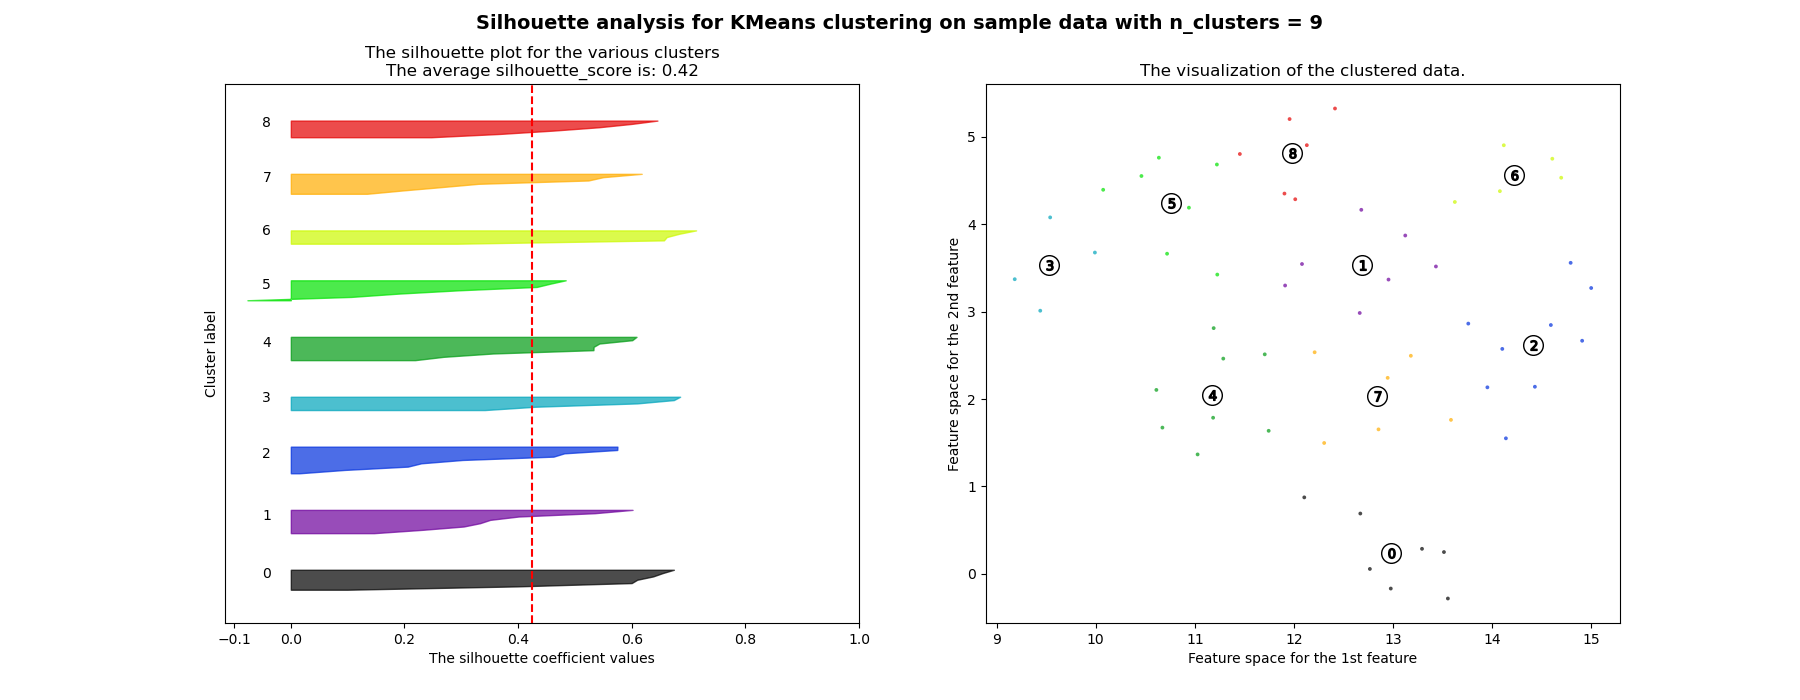 Silhouette analysis for KMeans clustering on sample data with n_clusters = 9
The silhouette plot for the various clusters
The average silhouette_score is: 0.42
Cluster label
8
7
6
5
4
3
2
1
0
−0.1 0.0 0.2 0.4 0.6 0.8 1.0
The silhouette coefficient values
The visualization of the clustered data.
Feature space for the 2nd feature
5
4
3
2
1
0
8
6
5
3
1
2
4
7
0
9 10 11 12 13 14 15
Feature space for the 1st feature